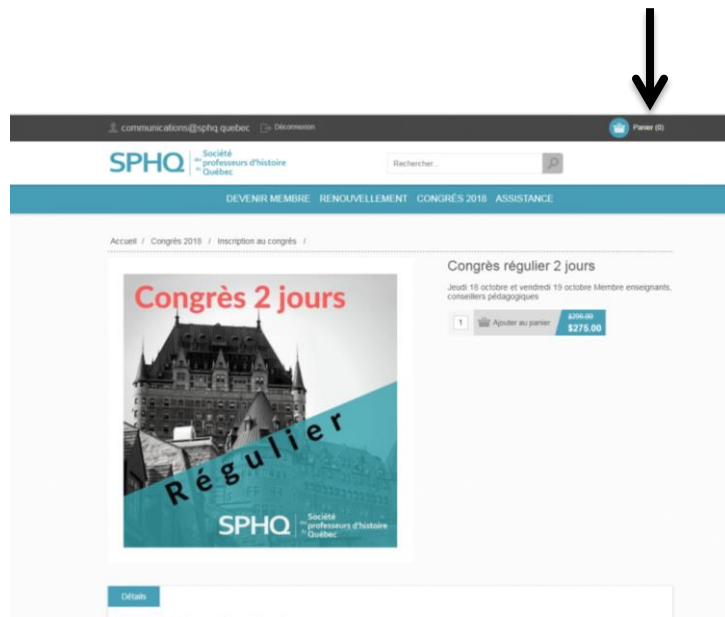 communications@sphq.quebec Déconnexion
Panier (0)
SPHQ des professeurs d'histoire du Québec Société
Rechercher...
DEVENIR MEMBRE RENOUVELLEMENT CONGRÈS 2018 ASSISTANCE
Accueil / Congrès 2018 / Inscription au congrès /
Congrès régulier 2 jours
Jeudi 18 octobre et vendredi 19 octobre Membre enseignants,
conseillers pédagogiques
1 Ajouter au panier
$275.00
Congrès 2 jours
Régulier
SPHQ
Société
des professeurs d'histoire
du Québec
Détails